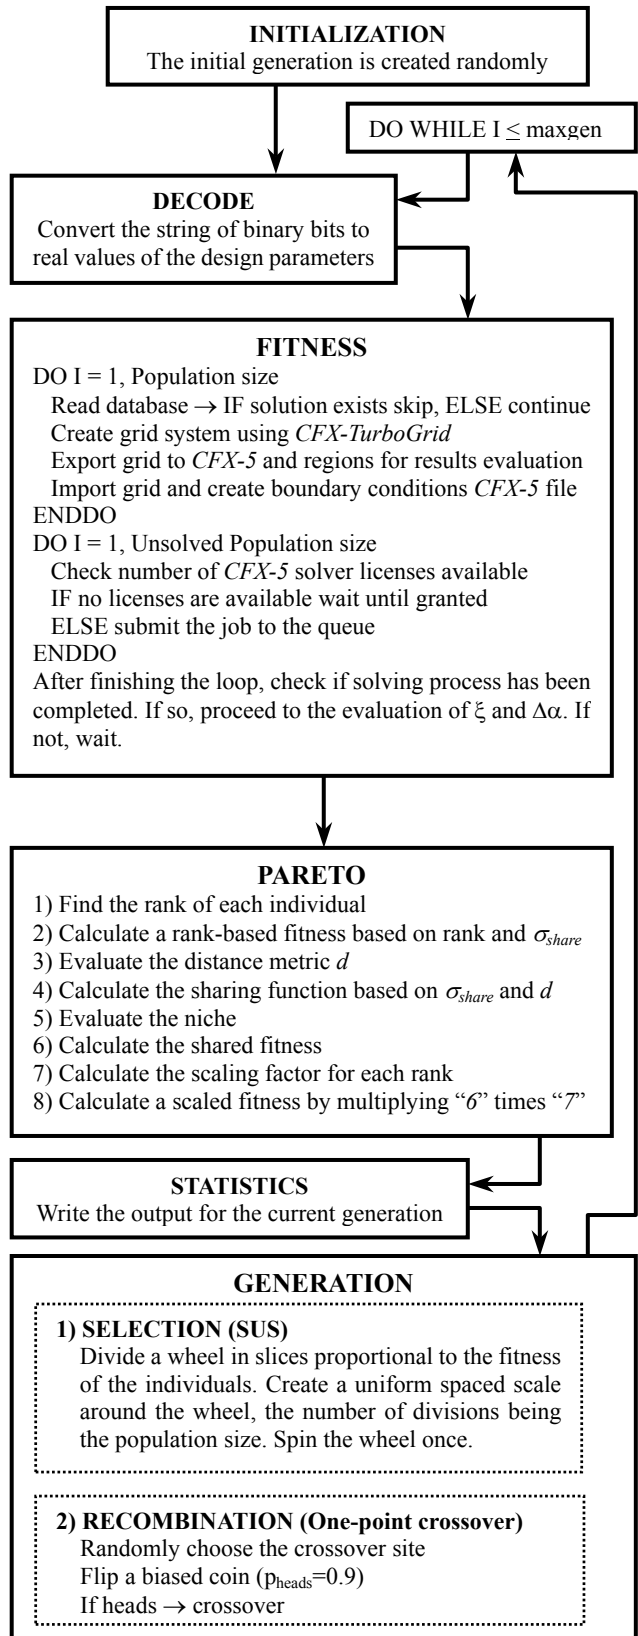 INITIALIZATION
The initial generation is created randomly
DO WHILE I ≤ maxgen
DECODE
Convert the string of binary bits to
real values of the design parameters
FITNESS
DO I = 1, Population size
Read database → IF solution exists skip, ELSE continue
Create grid system using CFX-TurboGrid
Export grid to CFX-5 and regions for results evaluation
Import grid and create boundary conditions CFX-5 file
ENDDO
DO I = 1, Unsolved Population size
Check number of CFX-5 solver licenses available
IF no licenses are available wait until granted
ELSE submit the job to the queue
ENDDO
After finishing the loop, check if solving process has been
completed. If so, proceed to the evaluation of ξ and Δα. If
not, wait.
PARETO
1) Find the rank of each individual
2) Calculate a rank-based fitness based on rank and σshare
3) Evaluate the distance metric d
4) Calculate the sharing function based on σshare and d
5) Evaluate the niche
6) Calculate the shared fitness
7) Calculate the scaling factor for each rank
8) Calculate a scaled fitness by multiplying “6” times “7”
STATISTICS
Write the output for the current generation
GENERATION
1) SELECTION (SUS)
Divide a wheel in slices proportional to the fitness
of the individuals. Create a uniform spaced scale
around the wheel, the number of divisions being
the population size. Spin the wheel once.
2) RECOMBINATION (One-point crossover)
Randomly choose the crossover site
Flip a biased coin (pheads=0.9)
If heads → crossover